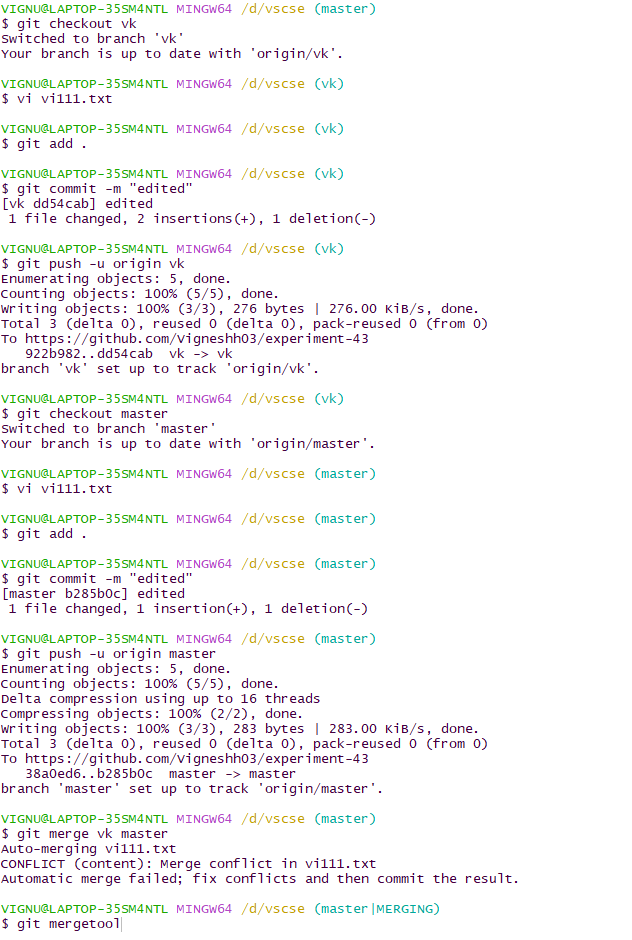 VIGNU@LAPTOP-35SM4NTL MINGW64 /d/vscse (master)
$ git checkout vk
Switched to branch 'vk'
Your branch is up to date with 'origin/vk'.
VIGNU@LAPTOP-35SM4NTL MINGW64 /d/vscse (vk)
$ vi vi111.txt
VIGNU@LAPTOP-35SM4NTL MINGW64 /d/vscse (vk)
$ git add .
VIGNU@LAPTOP-35SM4NTL MINGW64 /d/vscse (vk)
$ git commit -m "edited"
[vk dd54cab] edited
 1 file changed, 2 insertions(+), 1 deletion(-)
VIGNU@LAPTOP-35SM4NTL MINGW64 /d/vscse (vk)
$ git push -u origin vk
Enumerating objects: 5, done.
Counting objects: 100% (5/5), done.
Writing objects: 100% (3/3), 276 bytes | 276.00 KiB/s, done.
Total 3 (delta 0), reused 0 (delta 0), pack-reused 0 (from 0)
To https://github.com/Vigneshh03/experiment-43
   922b982..dd54cab  vk -> vk
branch 'vk' set up to track 'origin/vk'.
VIGNU@LAPTOP-35SM4NTL MINGW64 /d/vscse (vk)
$ git checkout master
Switched to branch 'master'
Your branch is up to date with 'origin/master'.
VIGNU@LAPTOP-35SM4NTL MINGW64 /d/vscse (master)
$ vi vi111.txt
VIGNU@LAPTOP-35SM4NTL MINGW64 /d/vscse (master)
$ git add .
VIGNU@LAPTOP-35SM4NTL MINGW64 /d/vscse (master)
$ git commit -m "edited"
[master b285b0c] edited
 1 file changed, 1 insertion(+), 1 deletion(-)
VIGNU@LAPTOP-35SM4NTL MINGW64 /d/vscse (master)
$ git push -u origin master
Enumerating objects: 5, done.
Counting objects: 100% (5/5), done.
Delta compression using up to 16 threads
Compressing objects: 100% (2/2), done.
Writing objects: 100% (3/3), 283 bytes | 283.00 KiB/s, done.
Total 3 (delta 0), reused 0 (delta 0), pack-reused 0 (from 0)
To https://github.com/Vigneshh03/experiment-43
   38a0ed6..b285b0c  master -> master
branch 'master' set up to track 'origin/master'.
VIGNU@LAPTOP-35SM4NTL MINGW64 /d/vscse (master)
$ git merge vk master
Auto-merging vi111.txt
CONFLICT (content): Merge conflict in vi111.txt
Automatic merge failed; fix conflicts and then commit the result.
VIGNU@LAPTOP-35SM4NTL MINGW64 /d/vscse (master|MERGING)
$ git mergetool